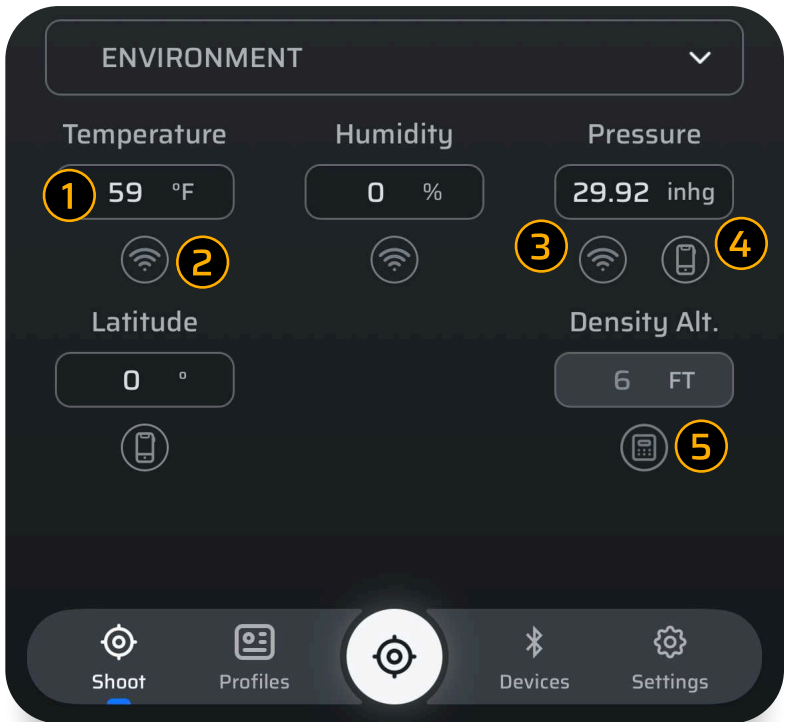 ENVIRONMENT
Temperature Humidity Pressure
1 59 °F 0 % 29.92 inhg
2 3 4
Latitude Density Alt.
0 ° 6 FT
5
Shoot Profiles Devices Settings